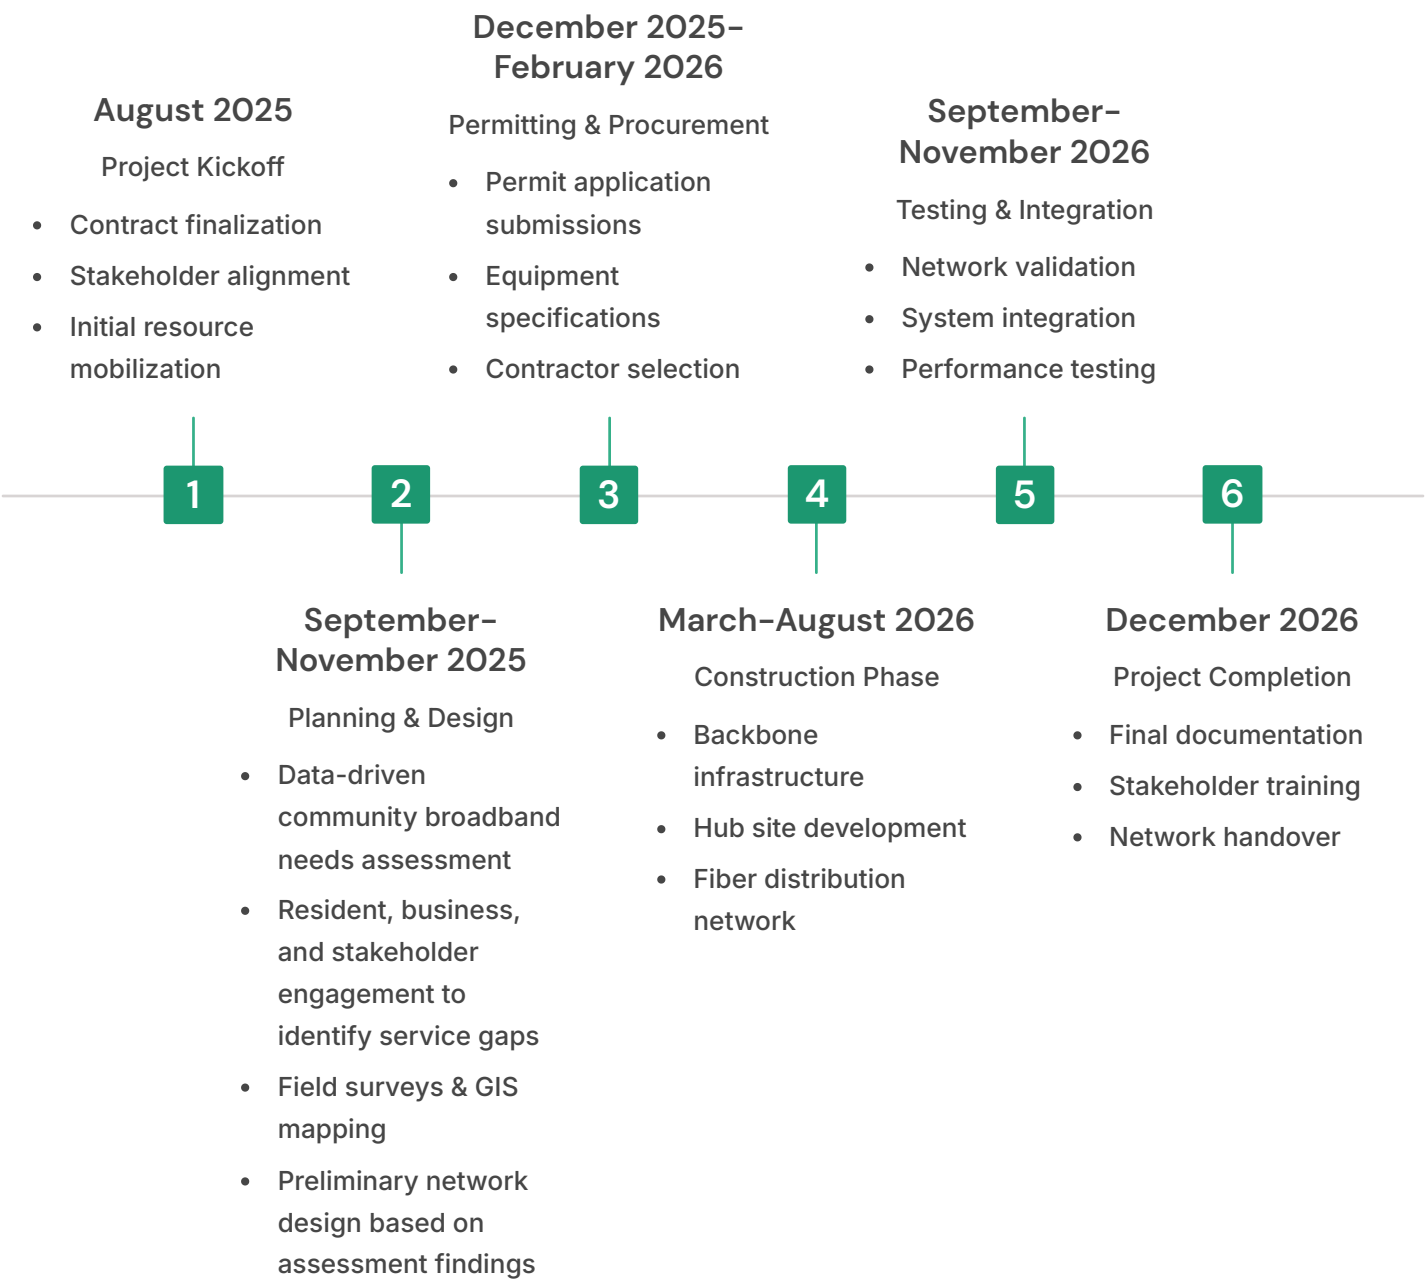 August 2025
Project Kickoff
• Contract finalization
• Stakeholder alignment
• Initial resource
mobilization
December 2025–
February 2026
Permitting & Procurement
• Permit application
submissions
• Equipment
specifications
• Contractor selection
September–
November 2026
Testing & Integration
• Network validation
• System integration
• Performance testing
1
2
3
4
5
6
September–
November 2025
Planning & Design
• Data-driven
community broadband
needs assessment
• Resident, business,
and stakeholder
engagement to
identify service gaps
• Field surveys & GIS
mapping
• Preliminary network
design based on
assessment findings
March–August 2026
Construction Phase
• Backbone
infrastructure
• Hub site development
• Fiber distribution
network
December 2026
Project Completion
• Final documentation
• Stakeholder training
• Network handover